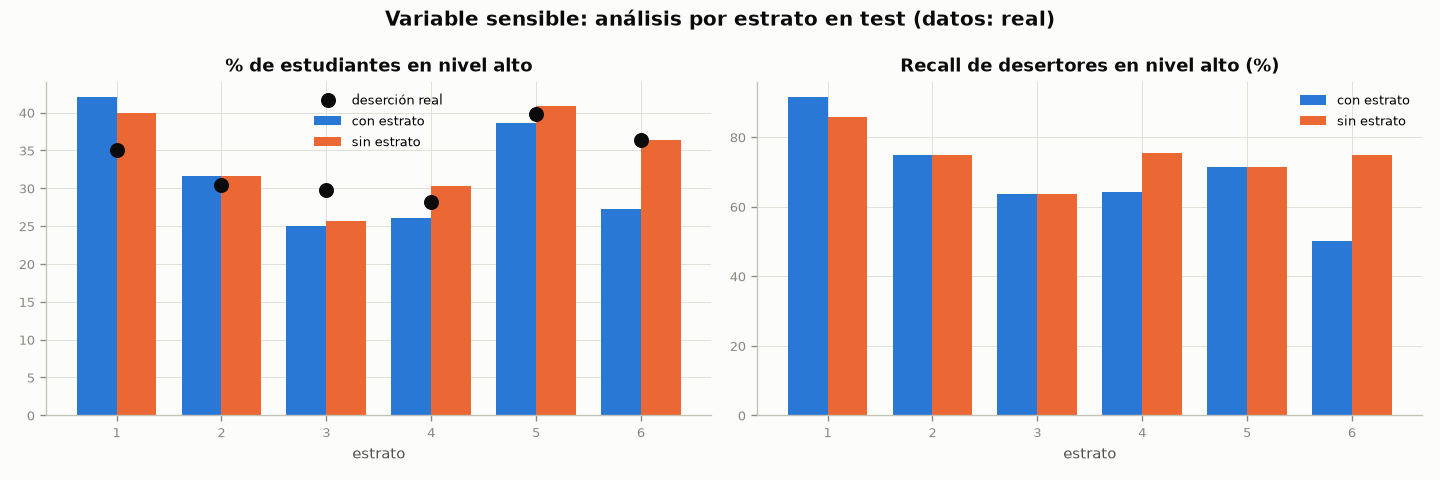 Variable sensible: análisis por estrato en test (datos: real)
% de estudiantes en nivel alto
deserción real
con estrato
sin estrato
40
35
30
25
20
15
10
5
0
1 2 3 4 5 6
estrato
Recall de desertores en nivel alto (%)
con estrato
sin estrato
80
60
40
20
0
1 2 3 4 5 6
estrato